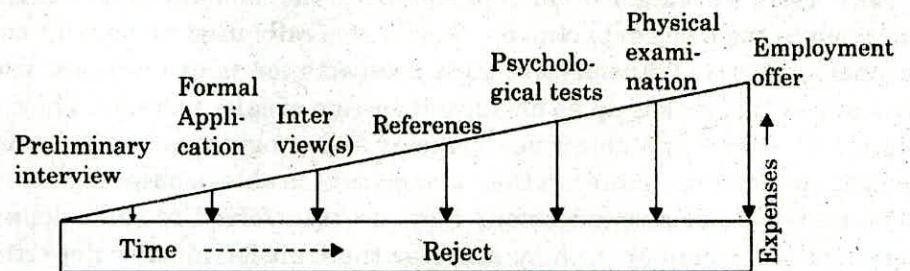 Preliminary
interview
Formal
Appli-
cation
Inter
view(s)
Referenes
Psycholo-
gical tests
Physical
exami-
nation
Employment
offer
Expenses
Time
Reject